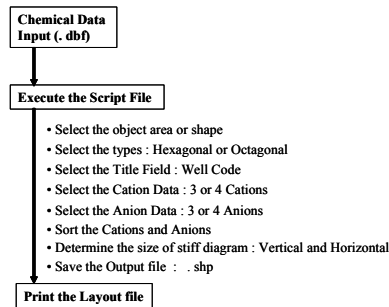 Chemical Data
Input (. dbf)
Execute the Script File
• Select the object area or shape
• Select the types : Hexagonal or Octagonal
• Select the Title Field : Well Code
• Select the Cation Data : 3 or 4 Cations
• Select the Anion Data : 3 or 4 Anions
• Sort the Cations and Anions
• Determine the size of stiff diagram : Vertical and Horizontal
• Save the Output file : . shp
Print the Layout file